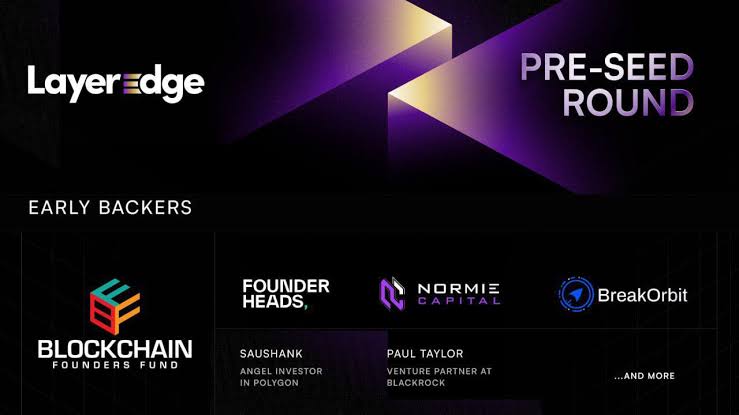 LayerEdge
PRE-SEED
ROUND
EARLY BACKERS
BLOCKCHAIN
FOUNDERS FUND
FOUNDER
HEADS,
NORMIE
CAPITAL
BreakOrbit
SAUSHANK
ANGEL INVESTOR
IN POLYGON
PAUL TAYLOR
VENTURE PARTNER AT
BLACKROCK
...AND MORE